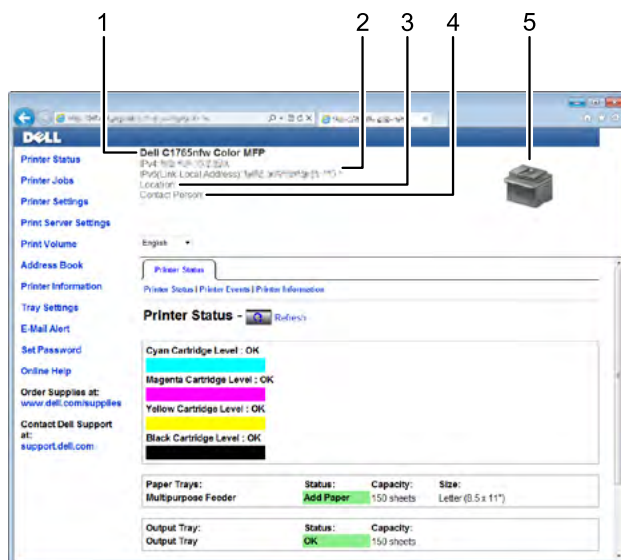 1 2 3 4 5
DELL
Dell C1765nfw Color MFP
IPv4:
IPv6(Link Local Address):
Location:
Contact Person:
Printer Status
Printer Jobs
Printer Settings
Print Server Settings
Print Volume
Address Book
Printer Information
Tray Settings
E-Mail Alert
Set Password
Online Help
Order Supplies at:
www.dell.com/supplies
Contact Dell Support
at:
support.dell.com
English
Printer Status
Printer Status | Printer Events | Printer Information
Printer Status - Refresh
Cyan Cartridge Level : OK
Magenta Cartridge Level : OK
Yellow Cartridge Level : OK
Black Cartridge Level : OK
Paper Trays: Status: Capacity: Size:
Multipurpose Feeder Add Paper 150 sheets Letter (8.5 x 11")
Output Tray: Status: Capacity:
Output Tray OK 150 sheets